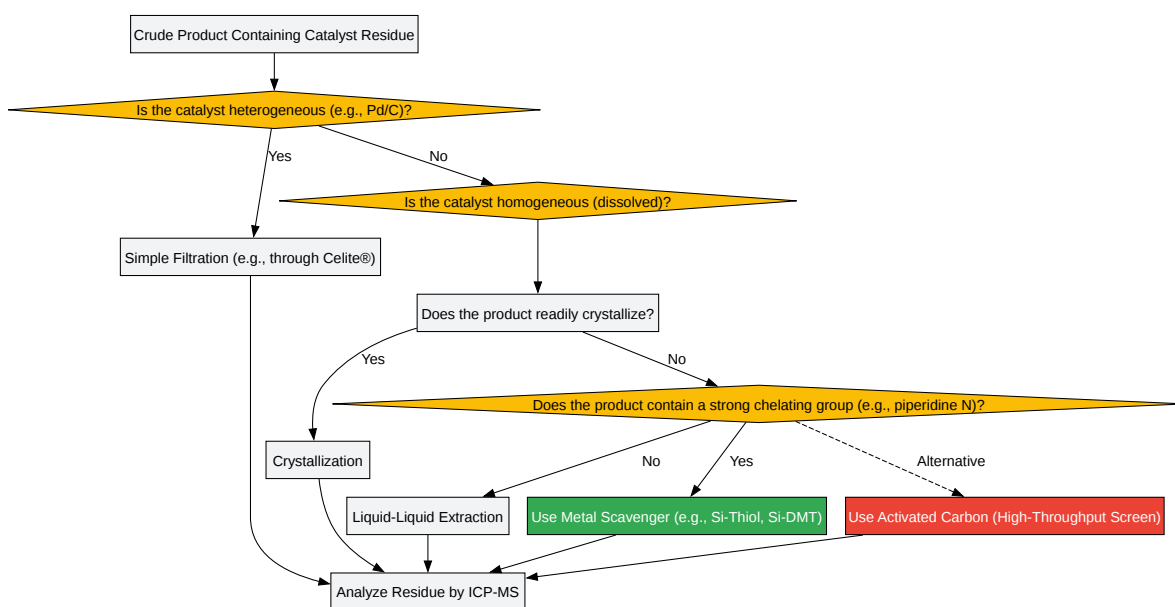 Crude Product Containing Catalyst Residue
Is the catalyst heterogeneous (e.g., Pd/C)?
Yes
No
Is the catalyst homogeneous (dissolved)?
Simple Filtration (e.g., through Celite®)
Does the product readily crystallize?
Yes
No
Does the product contain a strong chelating group (e.g., piperidine N)?
Crystallization
No
Yes
Alternative
Liquid-Liquid Extraction
Use Metal Scavenger (e.g., Si-Thiol, Si-DMT)
Use Activated Carbon (High-Throughput Screen)
Analyze Residue by ICP-MS